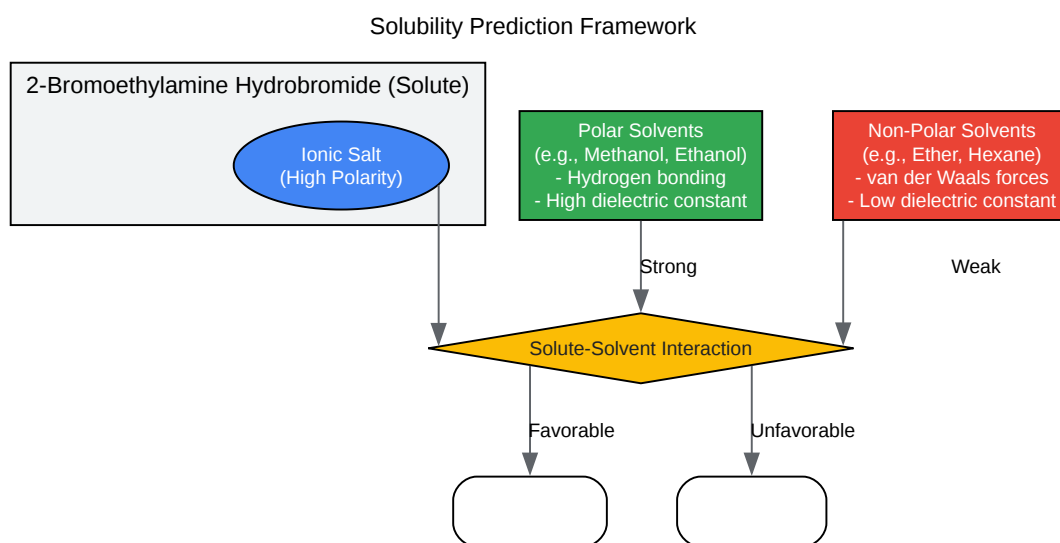 Solubility Prediction Framework
2-Bromoethylamine Hydrobromide (Solute)
Ionic Salt
(High Polarity)
Polar Solvents
(e.g., Methanol, Ethanol)
- Hydrogen bonding
- High dielectric constant
Non-Polar Solvents
(e.g., Ether, Hexane)
- van der Waals forces
- Low dielectric constant
Strong
Weak
Solute-Solvent Interaction
Favorable
Unfavorable